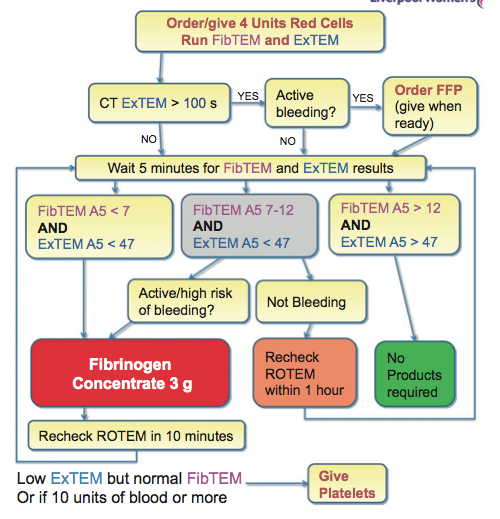 Liverpool Women's
Order/give 4 Units Red Cells
Run FibTEM and ExTEM
CT ExTEM > 100 s
YES
Active
bleeding?
YES
Order FFP
(give when
ready)
NO
NO
Wait 5 minutes for FibTEM and ExTEM results
FibTEM A5 < 7
AND
ExTEM A5 < 47
FibTEM A5 7-12
AND
ExTEM A5 < 47
FibTEM A5 > 12
AND
ExTEM A5 > 47
Active/high risk
of bleeding?
Not Bleeding
Fibrinogen
Concentrate 3 g
Recheck
ROTEM
within 1 hour
No
Products
required
Recheck ROTEM in 10 minutes
Low ExTEM but normal FibTEM
Or if 10 units of blood or more
Give
Platelets